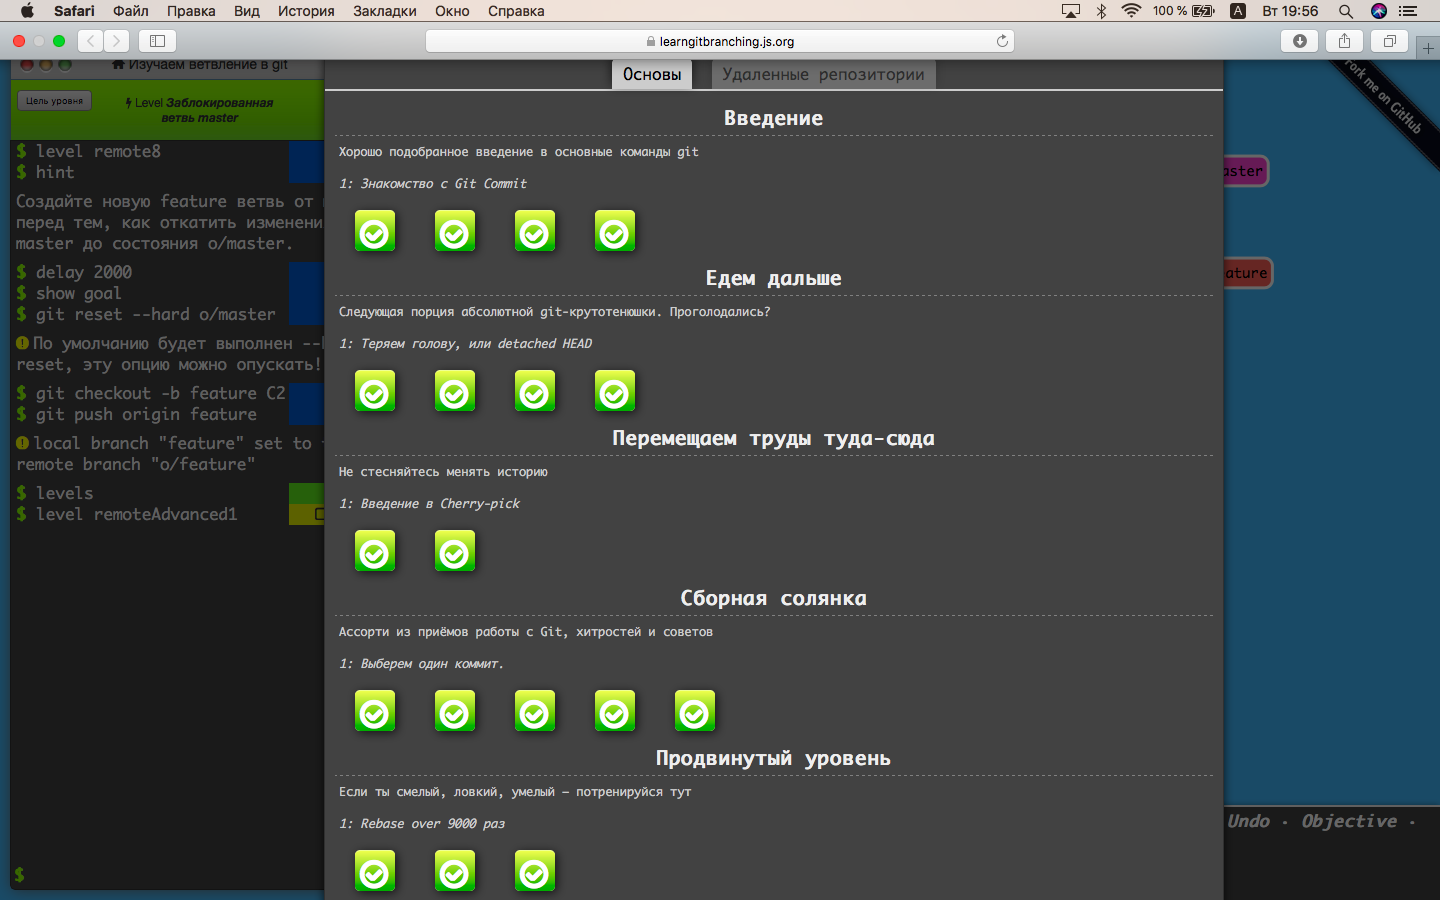 Safari Файл Правка Вид История Закладки Окно Справка 100 % A Вт 19:56
learngitbranching.js.org
Изучаем ветвление в git
Цель уровня
Level Заблокированная
ветвь master
$ level remote8
$ hint
Создайте новую feature ветвь от
перед тем, как откатить изменени
master до состояния o/master.
$ delay 2000
$ show goal
$ git reset --hard o/master
По умолчанию будет выполнен --
reset, эту опцию можно опускать!
$ git checkout -b feature C2
$ git push origin feature
local branch "feature" set to
remote branch "o/feature"
$ levels
$ level remoteAdvanced1
$
Основы Удаленные репозитории
Введение
Хорошо подобранное введение в основные команды git
1: Знакомство с Git Commit
Едем дальше
Следующая порция абсолютной git-крутотенюшки. Проголодались?
1: Теряем голову, или detached HEAD
Перемещаем труды туда-сюда
Не стесняйтесь менять историю
1: Введение в Cherry-pick
Сборная солянка
Ассорти из приёмов работы с Git, хитростей и советов
1: Выберем один коммит.
Продвинутый уровень
Если ты смелый, ловкий, умелый — потренируйся тут
1: Rebase over 9000 раз
Fork me on GitHub
aster
ature
Undo · Objective ·